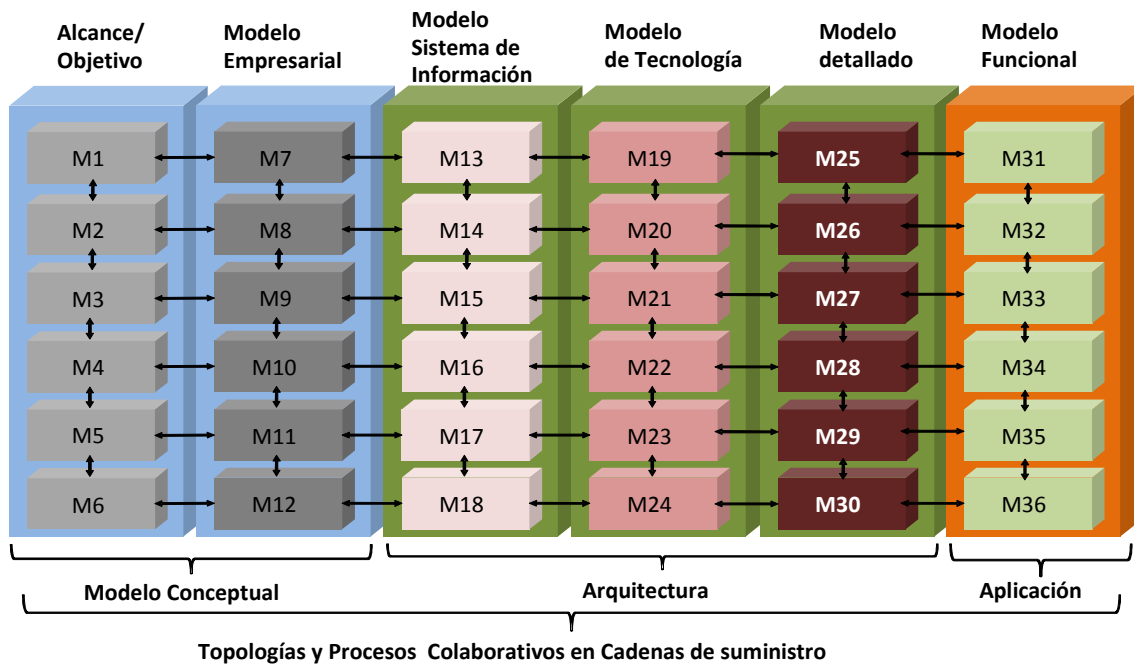 Alcance/
Objetivo
Modelo
Empresarial
Modelo
Sistema de
Información
Modelo
de Tecnología
Modelo
detallado
Modelo
Funcional
M1 M7 M13 M19 M25 M31
M2 M8 M14 M20 M26 M32
M3 M9 M15 M21 M27 M33
M4 M10 M16 M22 M28 M34
M5 M11 M17 M23 M29 M35
M6 M12 M18 M24 M30 M36
Modelo Conceptual Arquitectura Aplicación
Topologías y Procesos Colaborativos en Cadenas de suministro